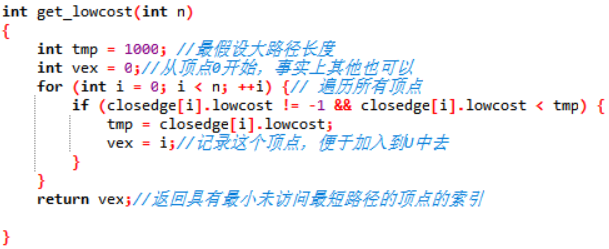 int get_lowcost(int n)
{
int tmp = 1000; //最假设大路径长度
int vex = 0;//从顶点0开始，事实上其他也可以
for (int i = 0; i < n; ++i) {// 遍历所有顶点
if (closedge[i].lowcost != -1 && closedge[i].lowcost < tmp) {
tmp = closedge[i].lowcost;
vex = i;//记录这个顶点，便于加入到U中去
}
}
return vex;//返回具有最小未访问最短路径的顶点的索引
}